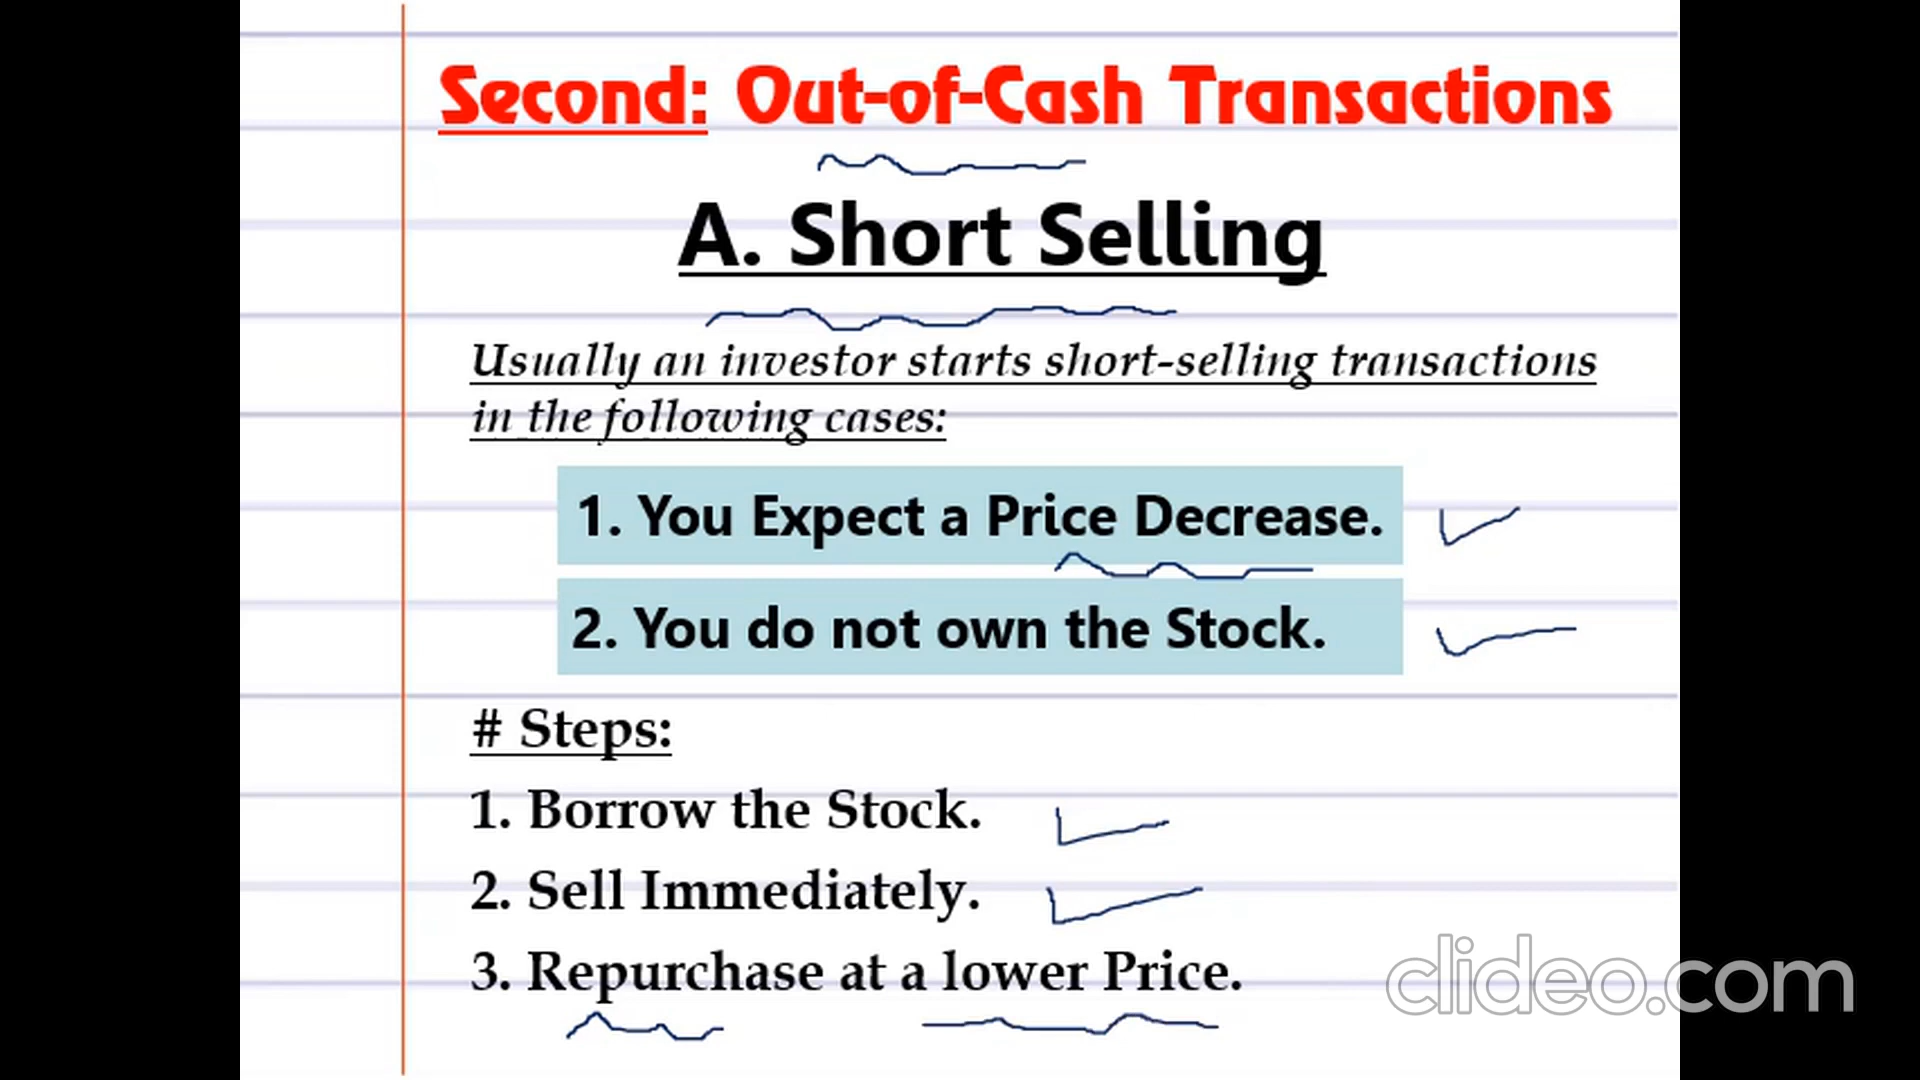 Second: Out-of-Cash Transactions
A. Short Selling
Usually an investor starts short-selling transactions
in the following cases:
1. You Expect a Price Decrease.
2. You do not own the Stock.
# Steps:
1. Borrow the Stock.
2. Sell Immediately.
3. Repurchase at a lower Price.
clideo.com